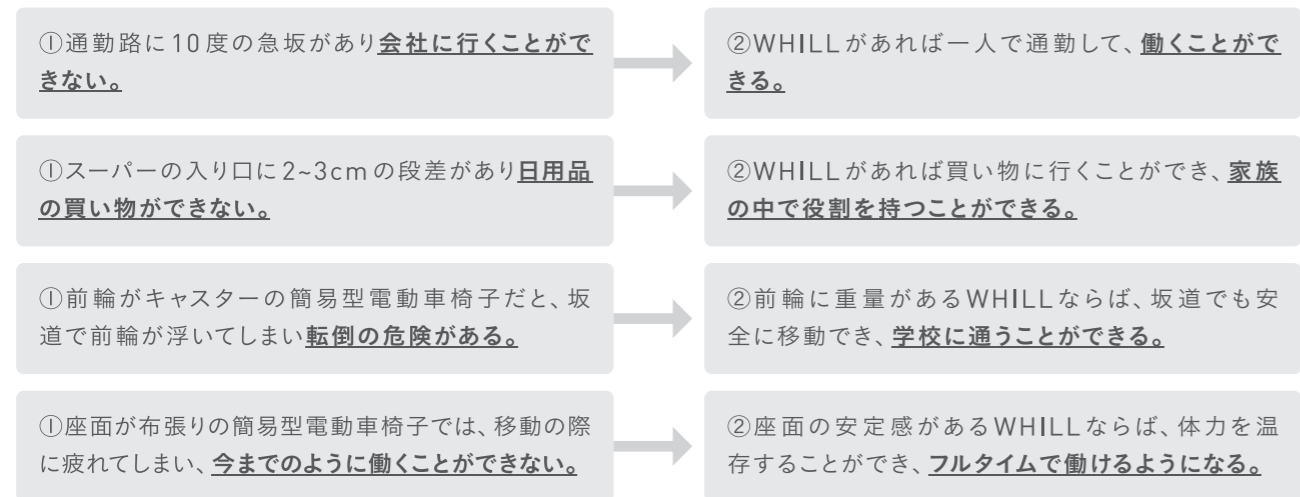 ①通勤路に10度の急坂があり会社に行くことがで
きない。
②WHILLがあれば一人で通勤して、働くことがで
きる。
①スーパーの入り口に2~3cmの段差があり日用品
の買い物ができない。
②WHILLがあれば買い物に行くことができ、家族
の中で役割を持つことができる。
①前輪がキャスターの簡易型電動車椅子だと、坂
道で前輪が浮いてしまい転倒の危険がある。
②前輪に重量があるWHILLならば、坂道でも安
全に移動でき、学校に通うことができる。
①座面が布張りの簡易型電動車椅子では、移動の際
に疲れてしまい、今までのように働くことができない。
②座面の安定感があるWHILLならば、体力を温
存することができ、フルタイムで働けるようになる。